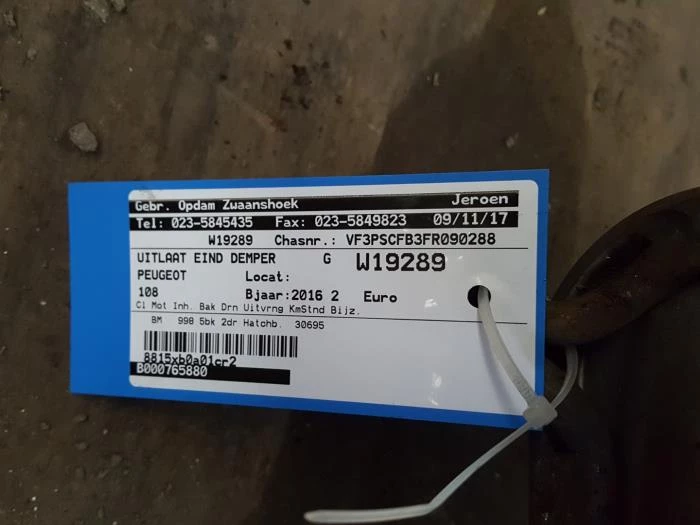 Gebr. Opdam Zwaanshoek Jeroen
Tel: 023-5845435 Fax: 023-5849823 09/11/17
W19289 Chasnr.: VF3PSCFB3FR090288
UITLAAT EIND DEMPER G W19289
PEUGEOT Locat:
108 Bjaar:2016 2 Euro
Cl Mot Inh. Bak Drn Uitvrng KmStnd Bijz.
BM 998 5bk 2dr Hatchb. 30695
8815xb0a01cr2
B000765880